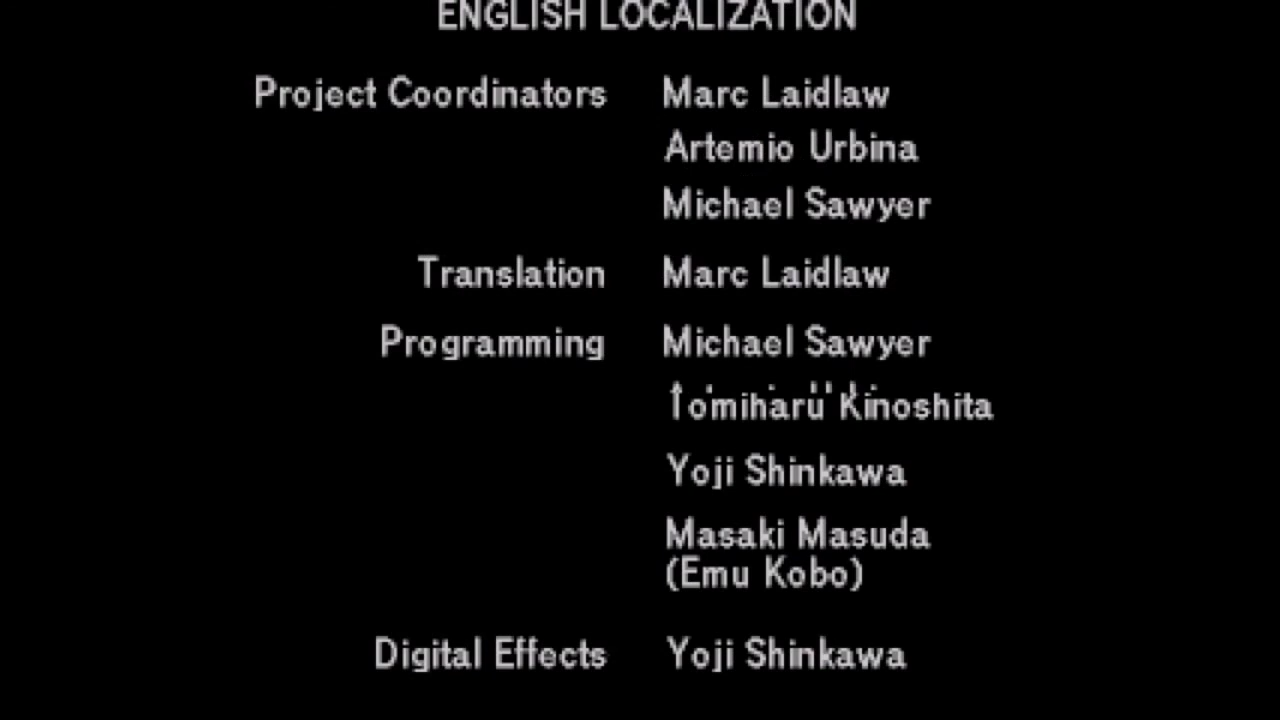 ENGLISH LOCALIZATION
Project Coordinators Marc Laidlaw
Artemio Urbina
Michael Sawyer
Translation Marc Laidlaw
Programming Michael Sawyer
Tomiharu Kinoshita
Yoji Shinkawa
Masaki Masuda
(Emu Kobo)
Digital Effects Yoji Shinkawa